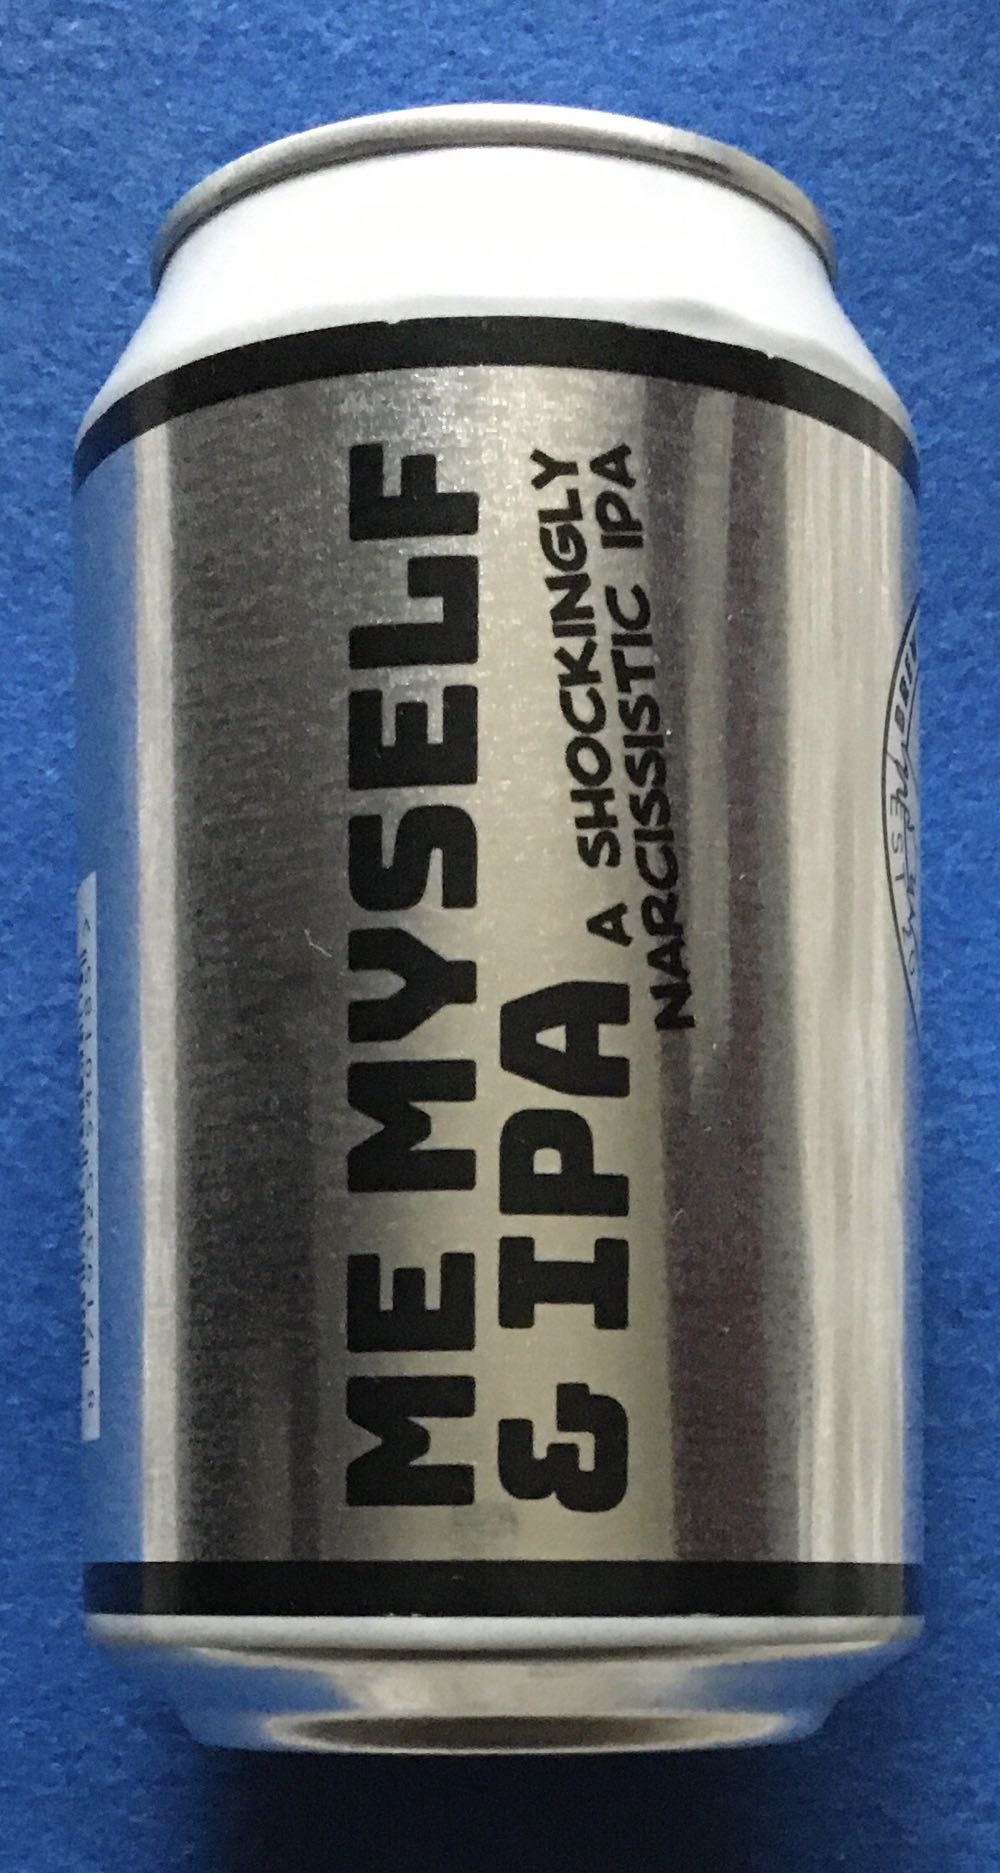 ME MYSELF
& IPA
A SHOCKINGLY
NARCISSISTIC IPA